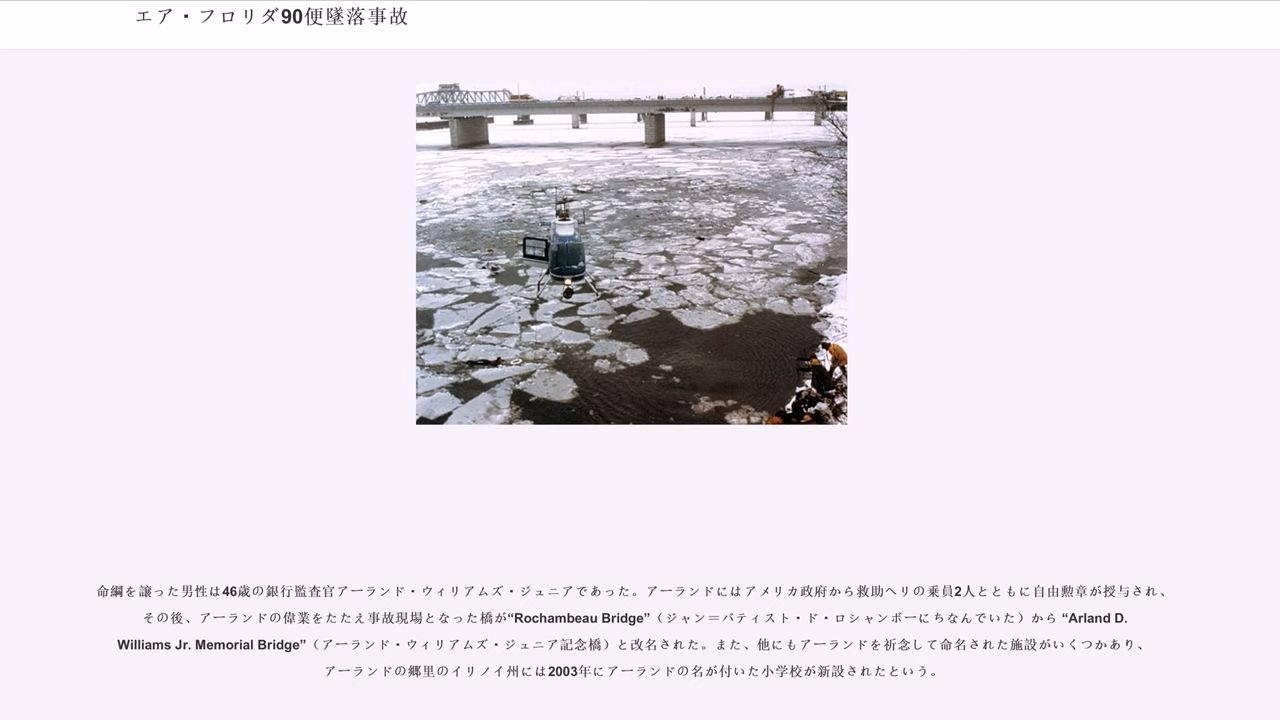 エア・フロリダ90便墜落事故
命綱を譲った男性は46歳の銀行監査官アーランド・ウィリアムズ・ジュニアであった。アーランドにはアメリカ政府から救助ヘリの乗員2人とともに自由勲章が授与され、
その後、アーランドの偉業をたたえ事故現場となった橋が“Rochambeau Bridge”（ジャン＝バティスト・ド・ロシャンボーにちなんでいた）から “Arland D.
Williams Jr. Memorial Bridge”（アーランド・ウィリアムズ・ジュニア記念橋）と改名された。また、他にもアーランドを祈念して命名された施設がいくつかあり、
アーランドの郷里のイリノイ州には2003年にアーランドの名が付いた小学校が新設されたという。